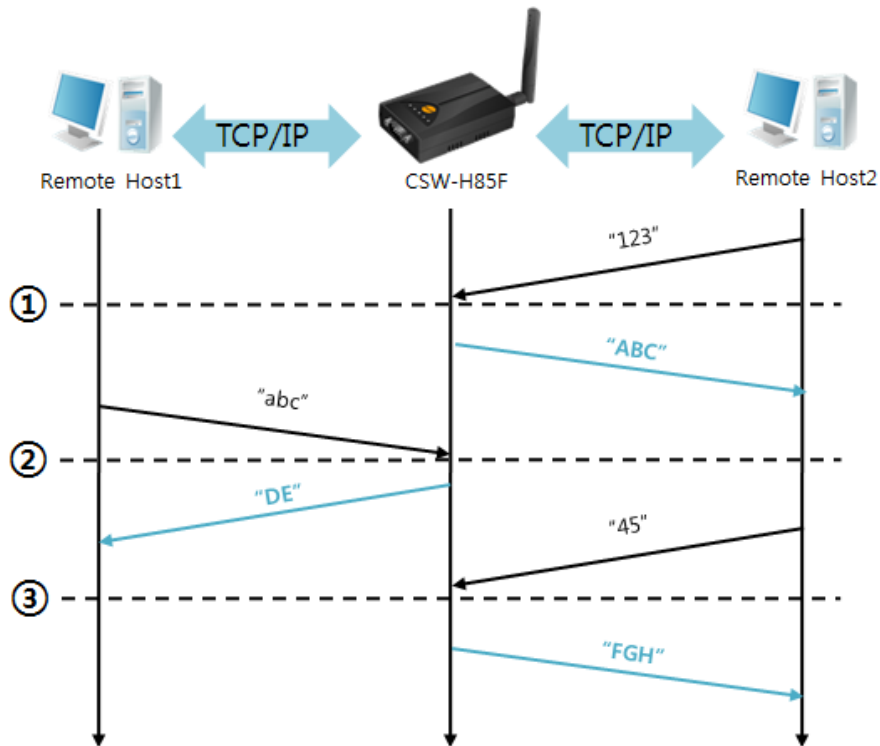 TCP/IP
TCP/IP
Remote Host1
CSW-H85F
Remote Host2
"123"
①
"ABC"
"abc"
②
"DE"
"45"
③
"FGH"